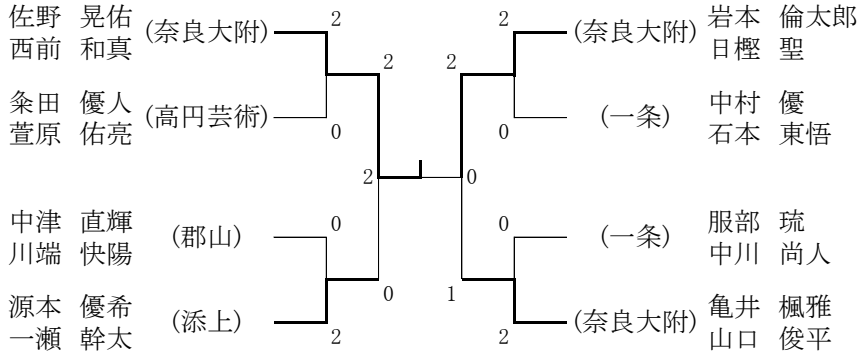 佐野 晃佑
西前 和真
(奈良大附)
2
粂田 優人
萱原 佑亮
(高円芸術)
0
2
中津 直輝
川端 快陽
(郡山)
0
源本 優希
一瀬 幹太
(添上)
2
0
2
0
2
2
(奈良大附)
岩本 倫太郎
日樫 聖
0
(一条)
中村 優
石本 東悟
0
(一条)
服部 琉
中川 尚人
1
2
(奈良大附)
亀井 楓雅
山口 俊平